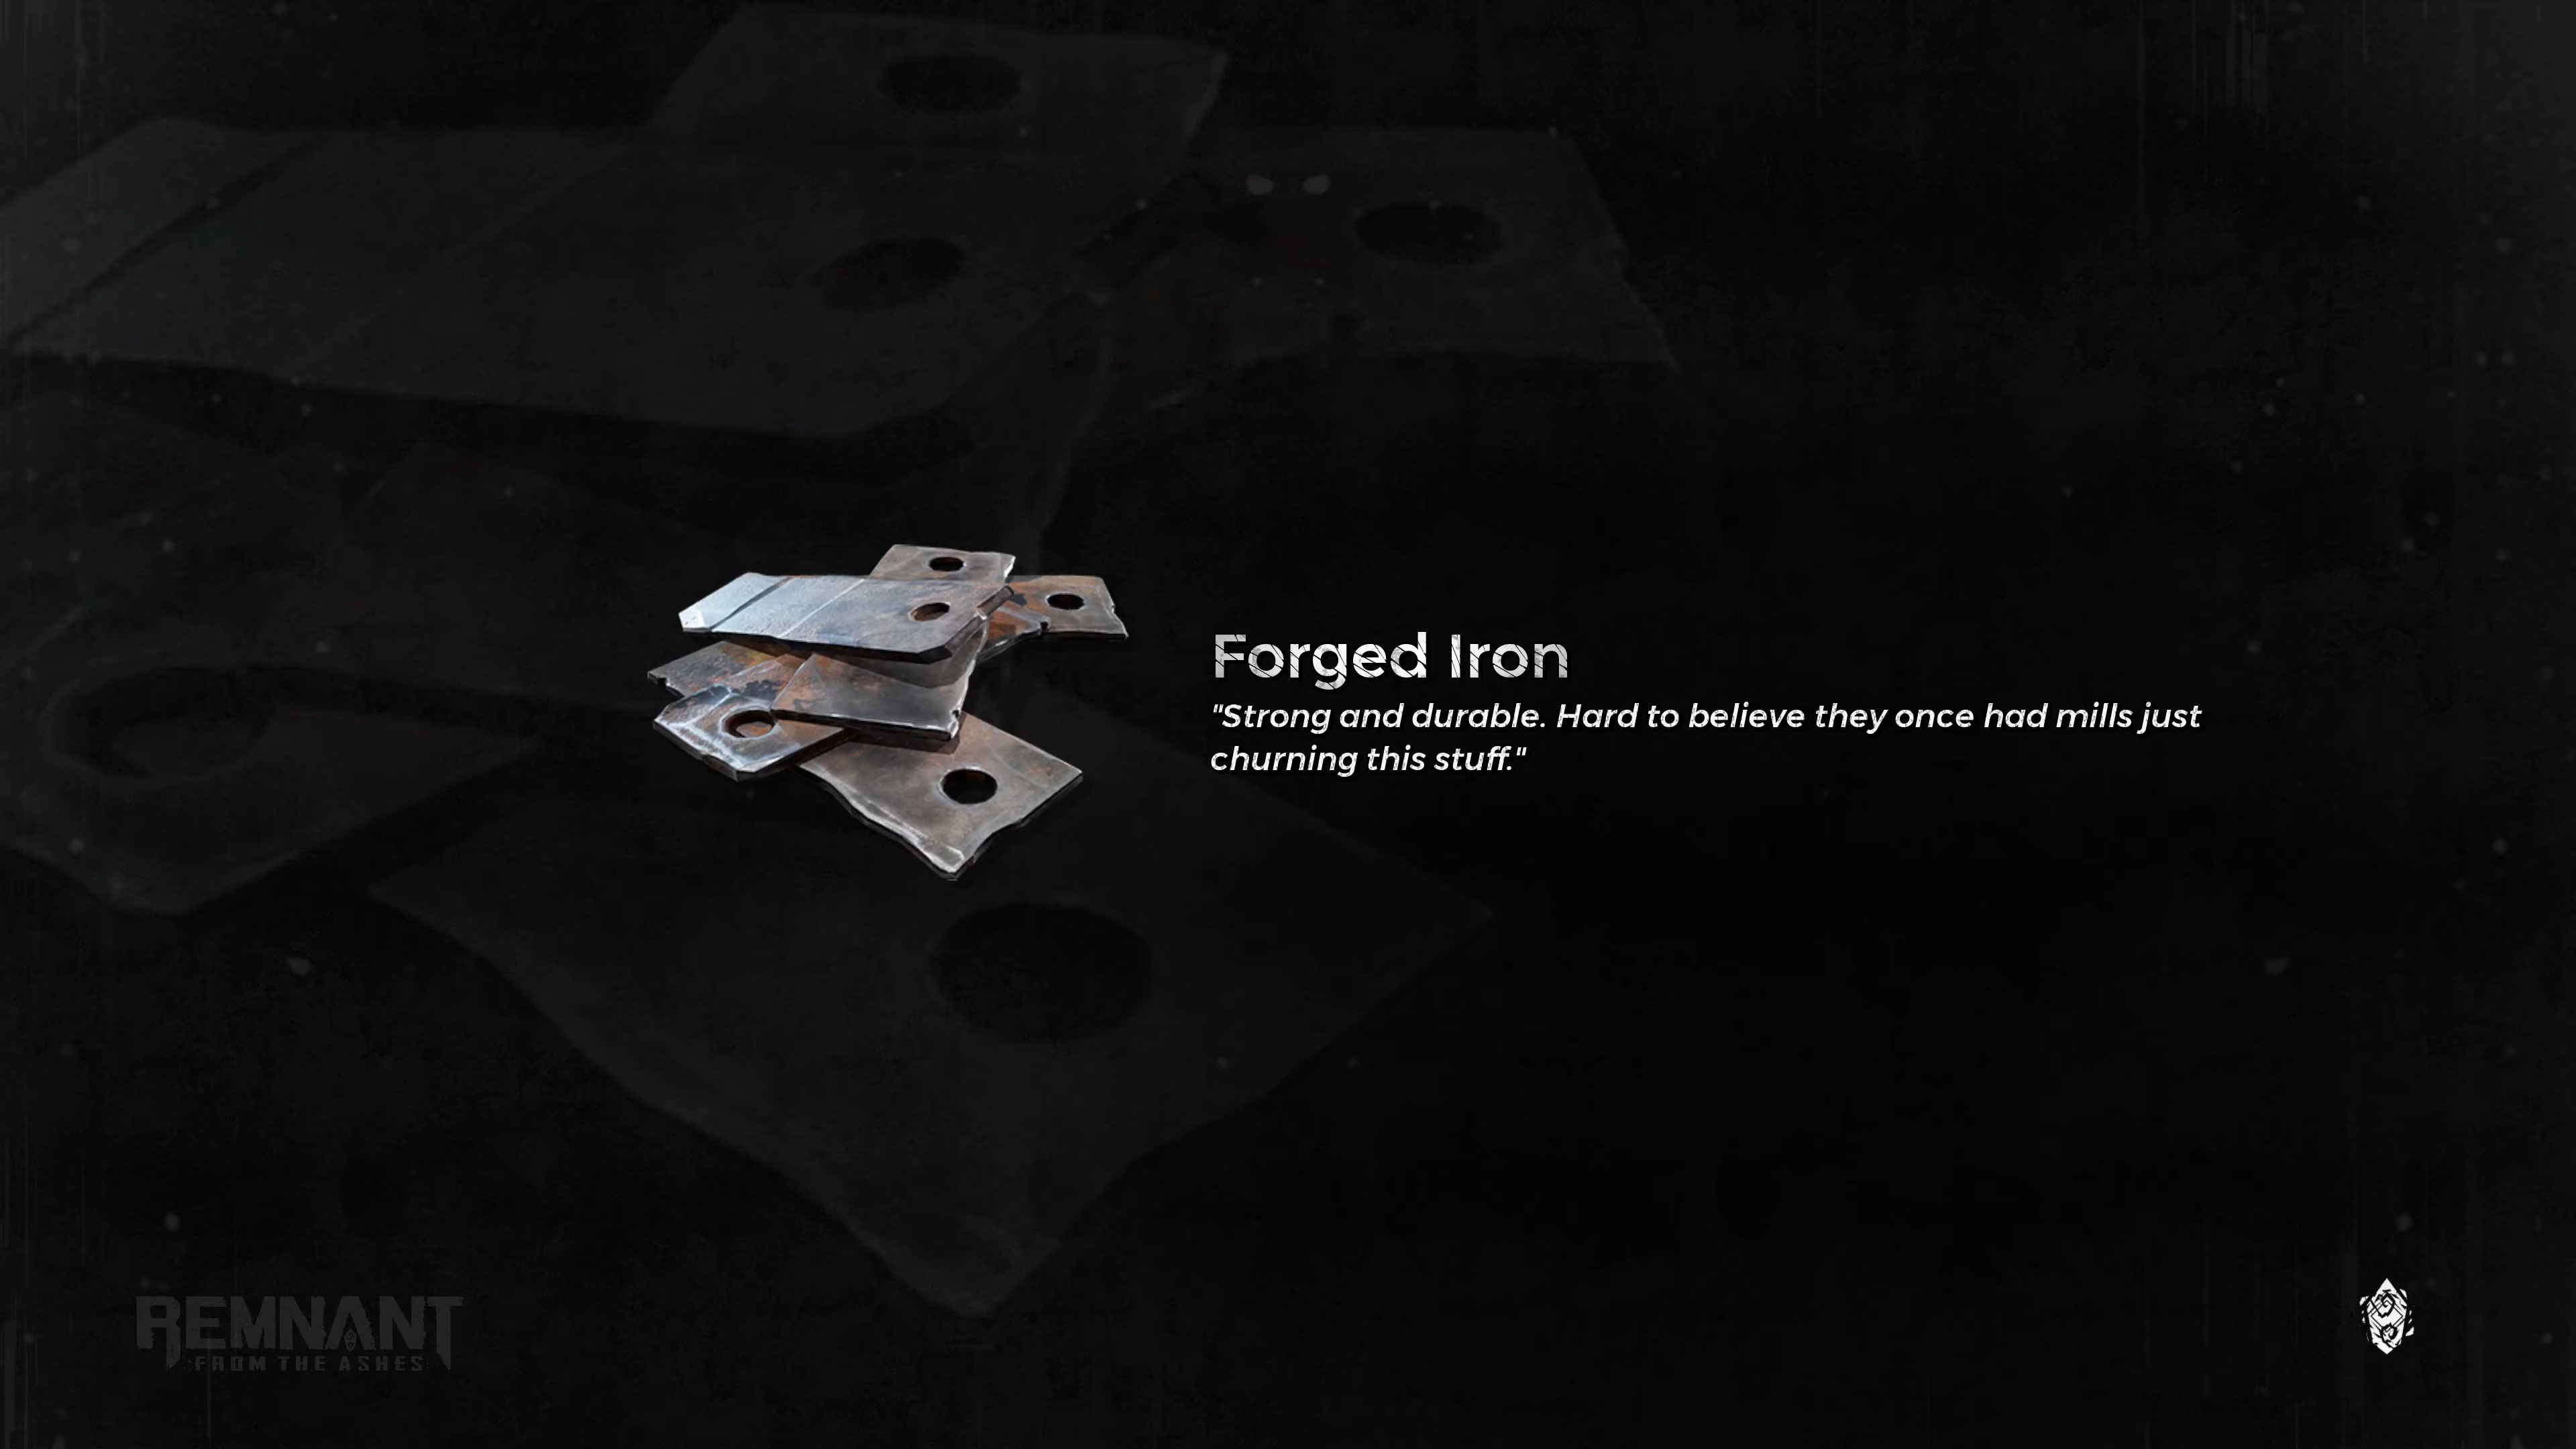 Forged Iron
"Strong and durable. Hard to believe they once had mills just
churning this stuff."
REMNANT
FROM THE ASHES